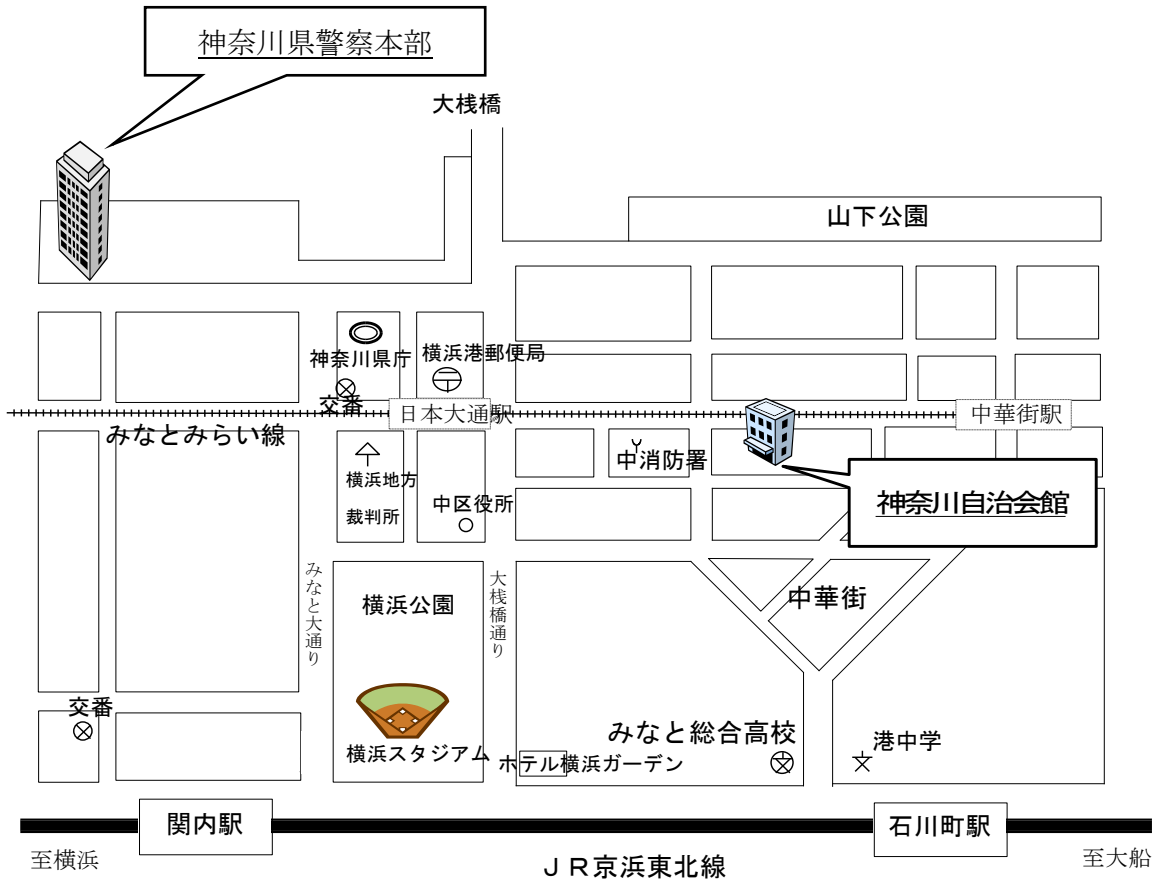 神奈川県警察本部
大桟橋
山下公園
神奈川県庁
横浜港郵便局
交番
日本大通駅
中華街駅
みなとみらい線
横浜地方
裁判所
中区役所
中消防署
神奈川自治会館
みなと大通り
横浜公園
大桟橋通り
中華街
交番
横浜スタジアム
ホテル横浜ガーデン
みなと総合高校
港中学
関内駅
石川町駅
至横浜
ＪＲ京浜東北線
至大船